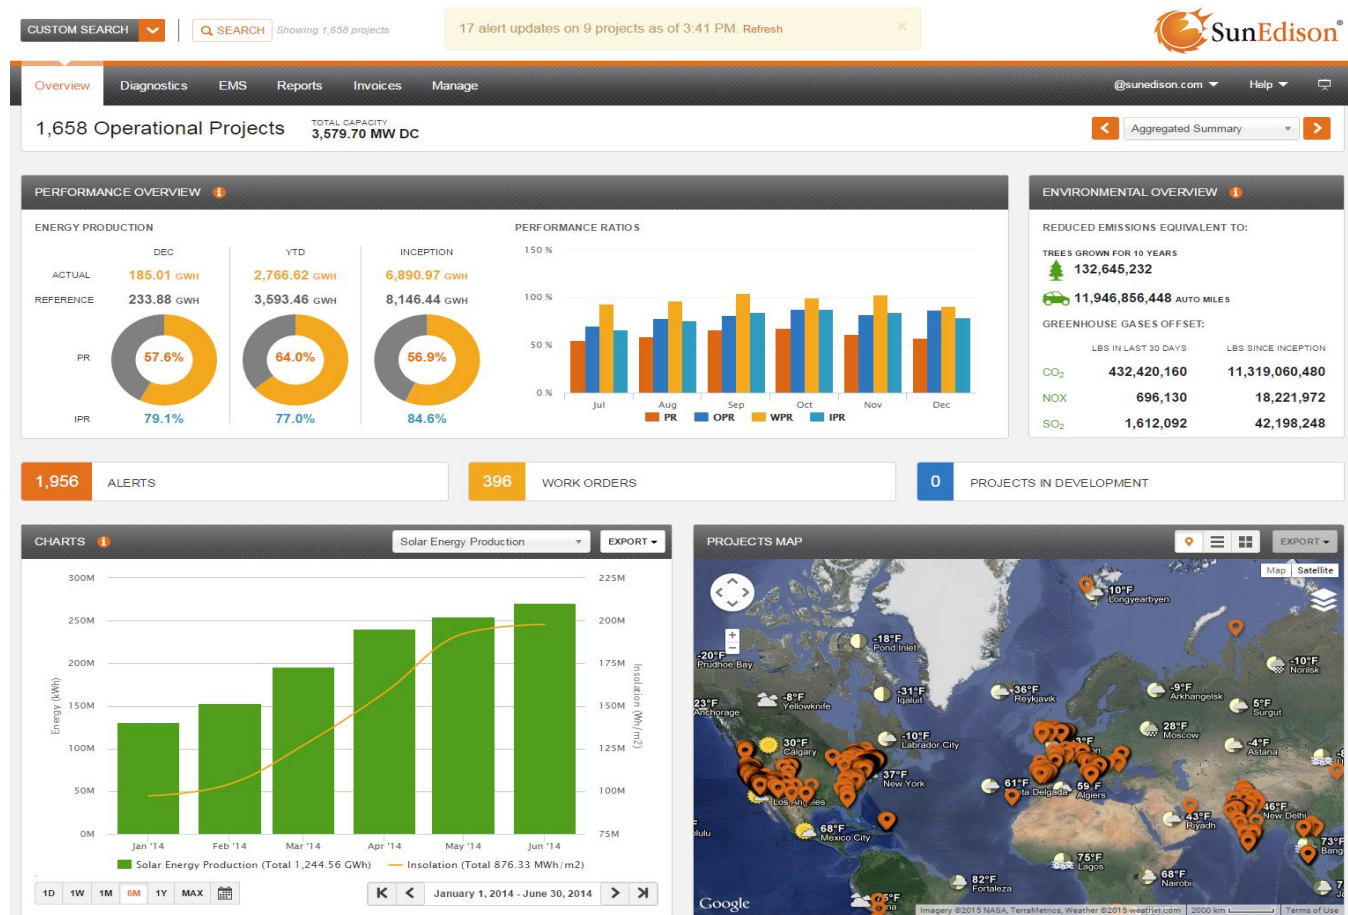 CUSTOM SEARCH
SEARCH
Showing 1,658 projects
17 alert updates on 9 projects as of 3:41 PM. Refresh
×
SunEdison®
Overview Diagnostics EMS Reports Invoices Manage
@sunedison.com Help
1,658 Operational Projects
TOTAL CAPACITY
3,579.70 MW DC
Aggregated Summary
PERFORMANCE OVERVIEW
ENERGY PRODUCTION
DEC YTD INCEPTION
ACTUAL 185.01 GWH 2,766.62 GWH 6,890.97 GWH
REFERENCE 233.88 GWH 3,593.46 GWH 8,146.44 GWH
PR 57.6% 64.0% 56.9%
IPR 79.1% 77.0% 84.6%
PERFORMANCE RATIOS
150 %
100 %
50 %
0 %
Jul Aug Sep Oct Nov Dec
PR OPR WPR IPR
ENVIRONMENTAL OVERVIEW
REDUCED EMISSIONS EQUIVALENT TO:
TREES GROWN FOR 10 YEARS
132,645,232
11,946,856,448 AUTO MILES
GREENHOUSE GASES OFFSET:
LBS IN LAST 30 DAYS LBS SINCE INCEPTION
CO2 432,420,160 11,319,060,480
NOX 696,130 18,221,972
SO2 1,612,092 42,198,248
1,956 ALERTS
396 WORK ORDERS
0 PROJECTS IN DEVELOPMENT
CHARTS
Solar Energy Production
EXPORT
300M 225M
250M 200M
200M 175M
150M 150M
100M 125M
50M 100M
0M 75M
Energy (kWh)
Insolation (Wh/m2)
Jan '14 Feb '14 Mar '14 Apr '14 May '14 Jun '14
Solar Energy Production (Total 1,244.56 GWh) Insolation (Total 876.33 MWh/m2)
1D 1W 1M 6M 1Y MAX
January 1, 2014 - June 30, 2014
PROJECTS MAP
EXPORT
Map Satellite
-10°F
Longyearbyen
-18°F
Pond Inlet
-20°F
Prudhoe Bay
-10°F
Norilsk
-8°F
Yellowknife
-31°F
Iqaluit
-36°F
Reykjavik
-9°F
Arkhangelsk
5°F
Surgut
23°F
Anchorage
28°F
Moscow
30°F
Calgary
-10°F
Labrador City
-4°F
Astana
37°F
New York
61°F
Delgada
59°F
Algiers
Los Angeles
46°F
New Delhi
43°F
Riyadh
68°F
Mexico City
73°F
Bang
75°F
Lagos
82°F
Fortaleza
68°F
Nairobi
Google
Imagery ©2015 NASA, TerraMetrics, Weather ©2015 weather.com 2000 km Terms of Use